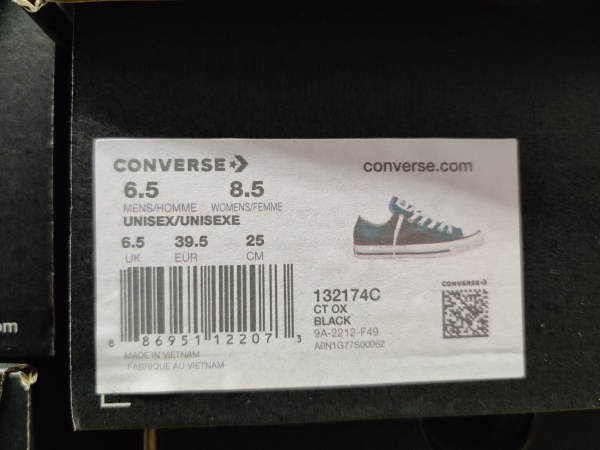 CONVERSE
converse.com
6.5 8.5
MENS/HOMME WOMENS/FEMME
UNISEX/UNISEXE
6.5 39.5 25
UK EUR CM
132174C
CT OX
BLACK
9A-2212-F49
A0N1G77S00062
CONVERSE
8 86951 12207 3
MADE IN VIETNAM
FABRIQUE AU VIETNAM
om